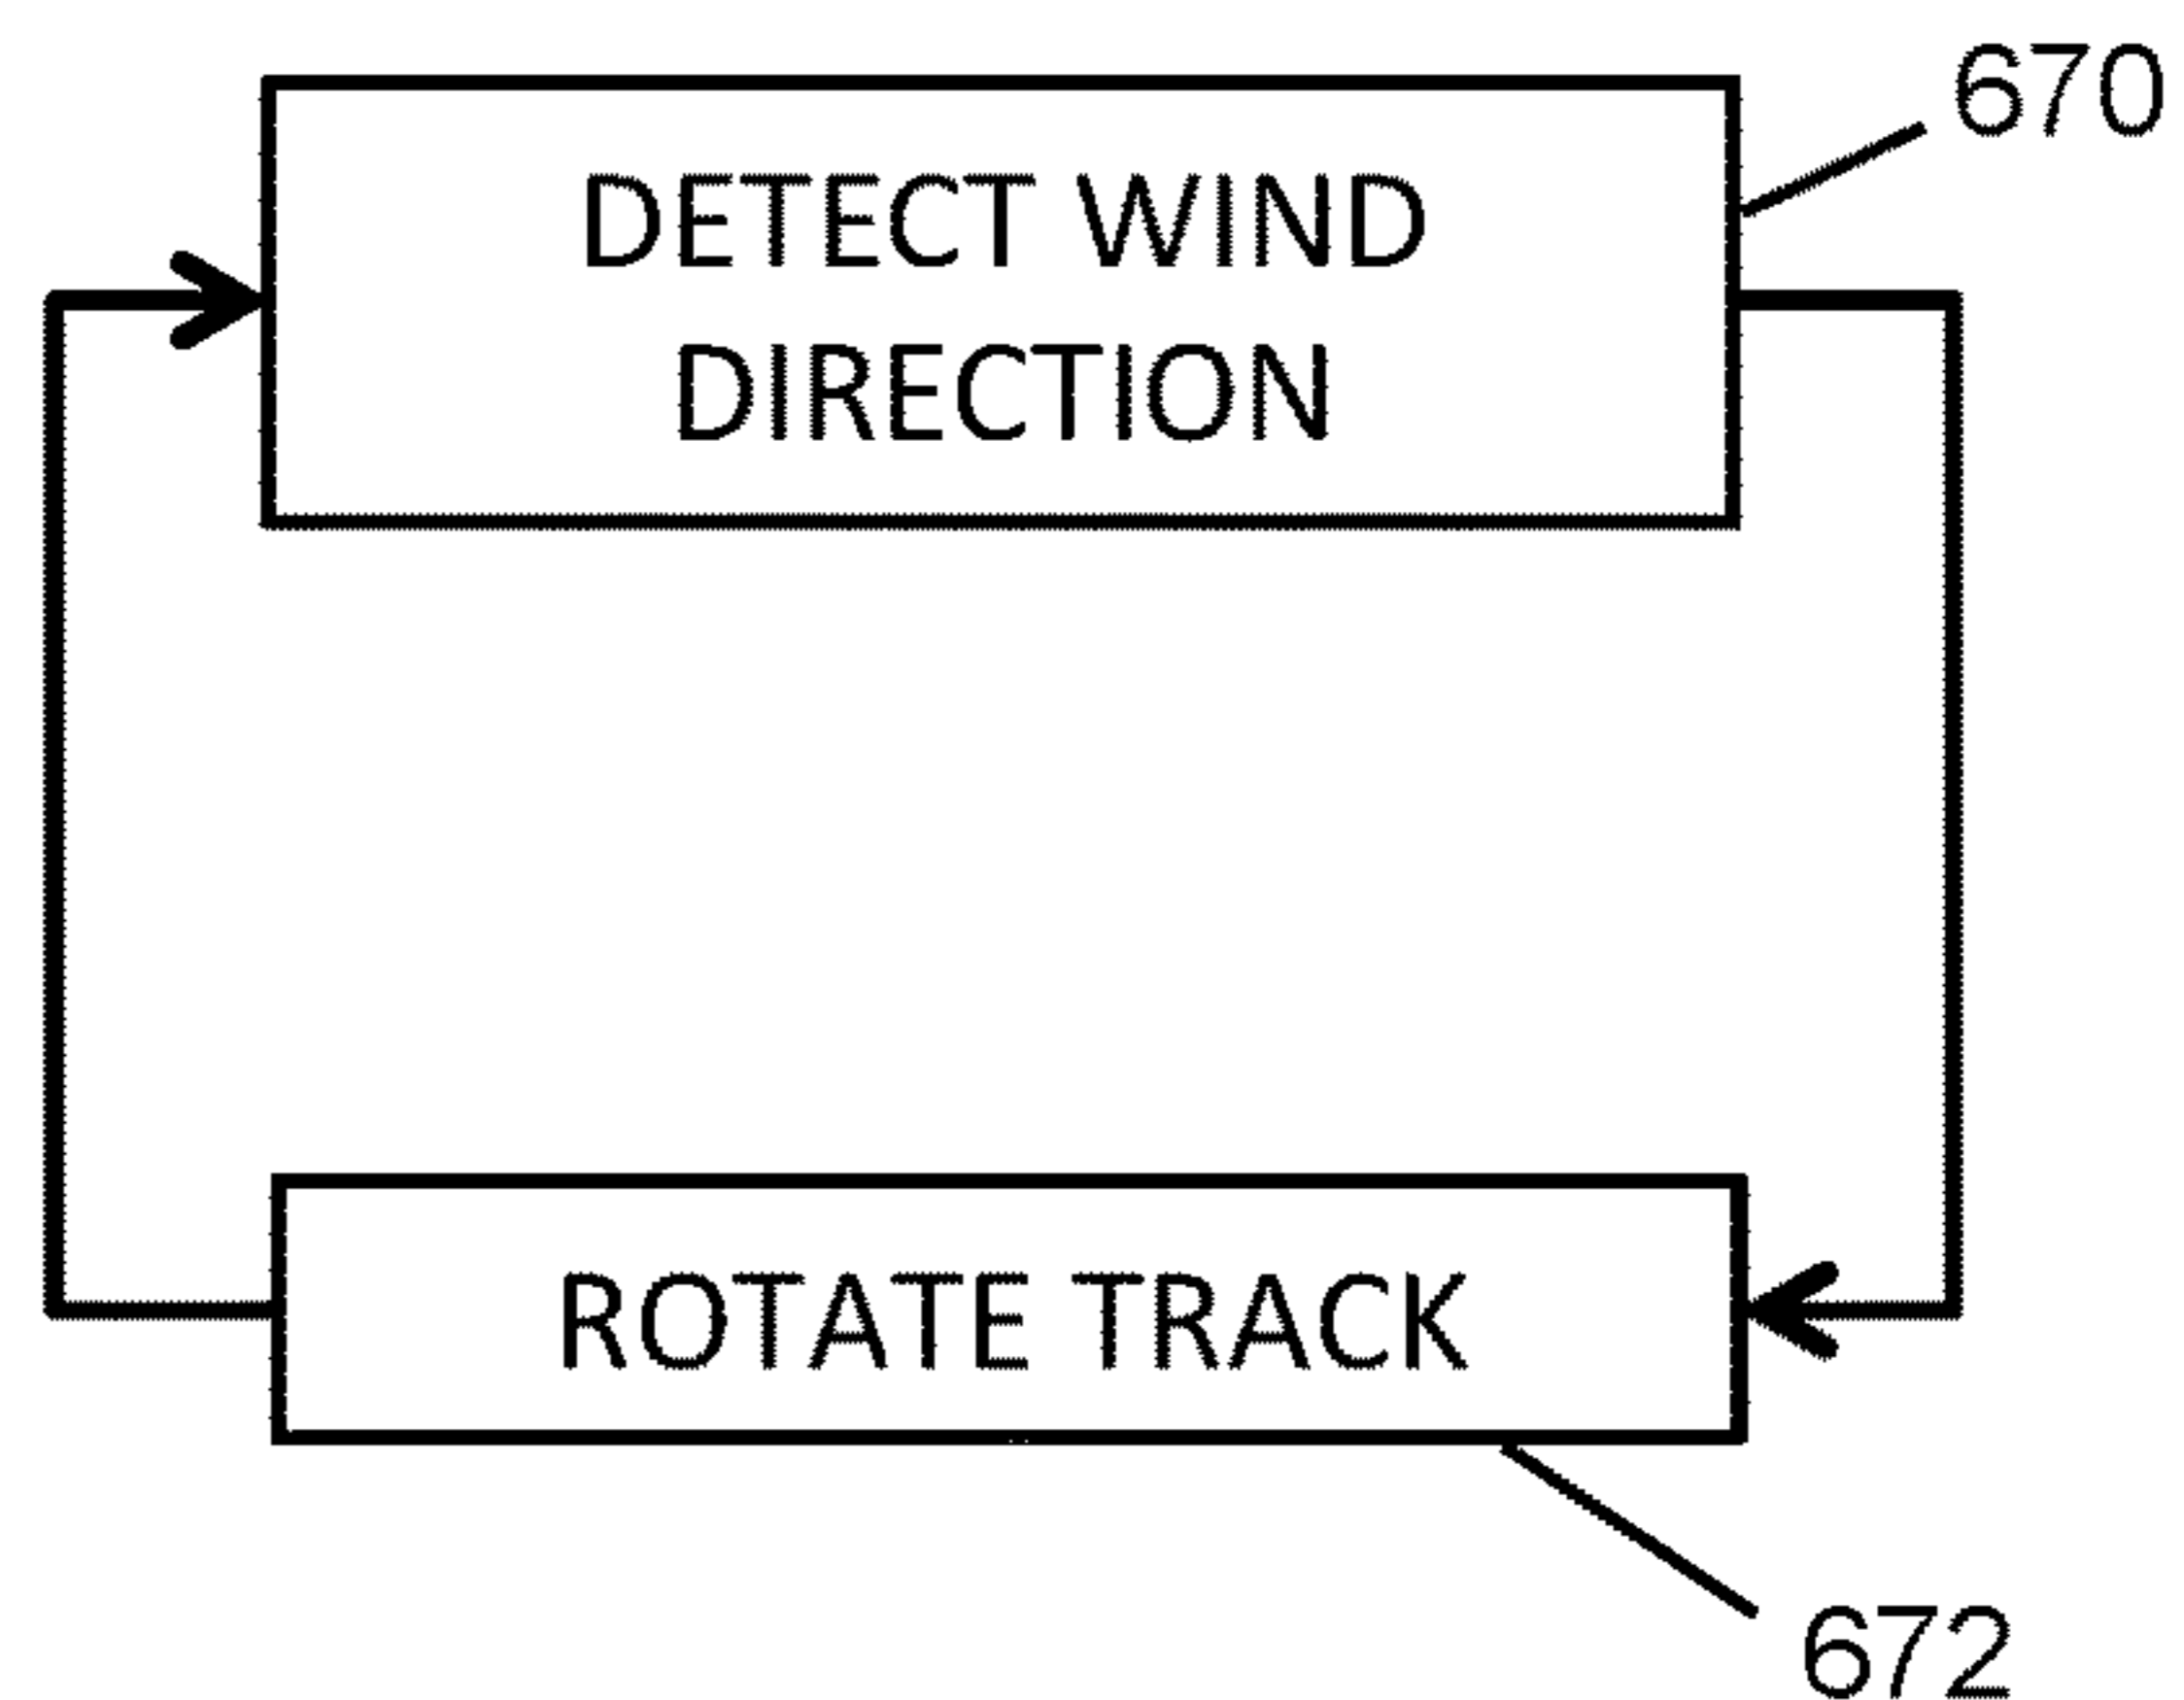 670
DETECT WIND
DIRECTION
ROTATE TRACK
672